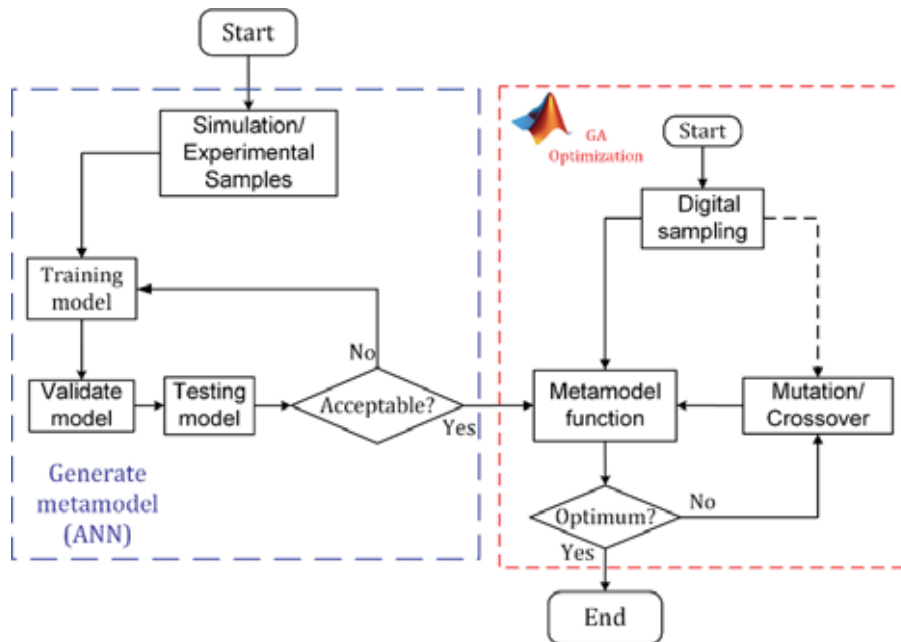 Start
Simulation/
Experimental
Samples
Training
model
Validate
model
Testing
model
No
Acceptable?
Yes
Generate
metamodel
(ANN)
GA
Optimization
Start
Digital
sampling
Metamodel
function
Mutation/
Crossover
Optimum?
No
Yes
End